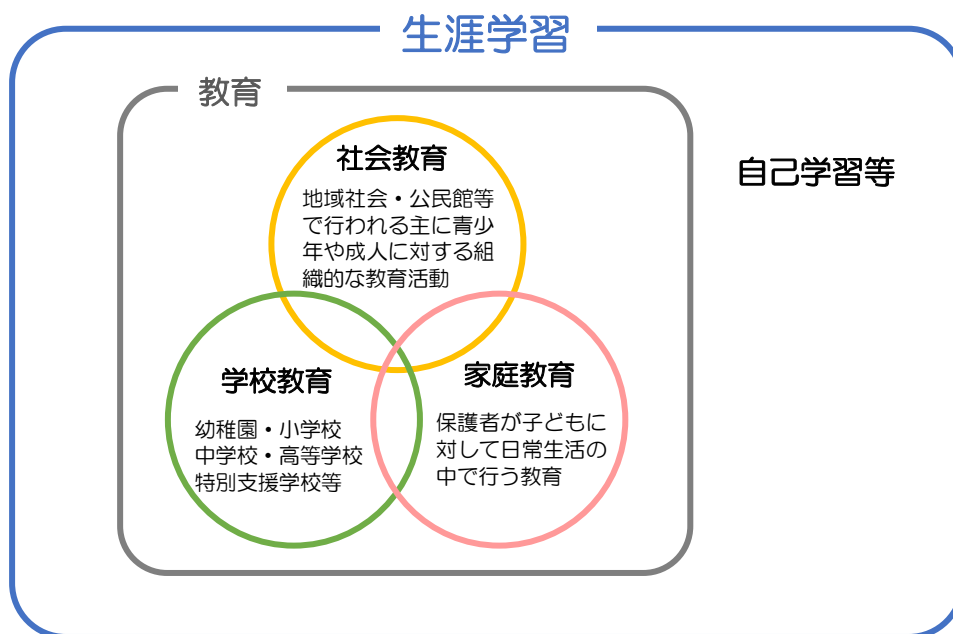 生涯学習
教育
社会教育
地域社会・公民館等
で行われる主に青少
年や成人に対する組
織的な教育活動
自己学習等
学校教育
幼稚園・小学校
中学校・高等学校
特別支援学校等
家庭教育
保護者が子どもに
対して日常生活の
中で行う教育